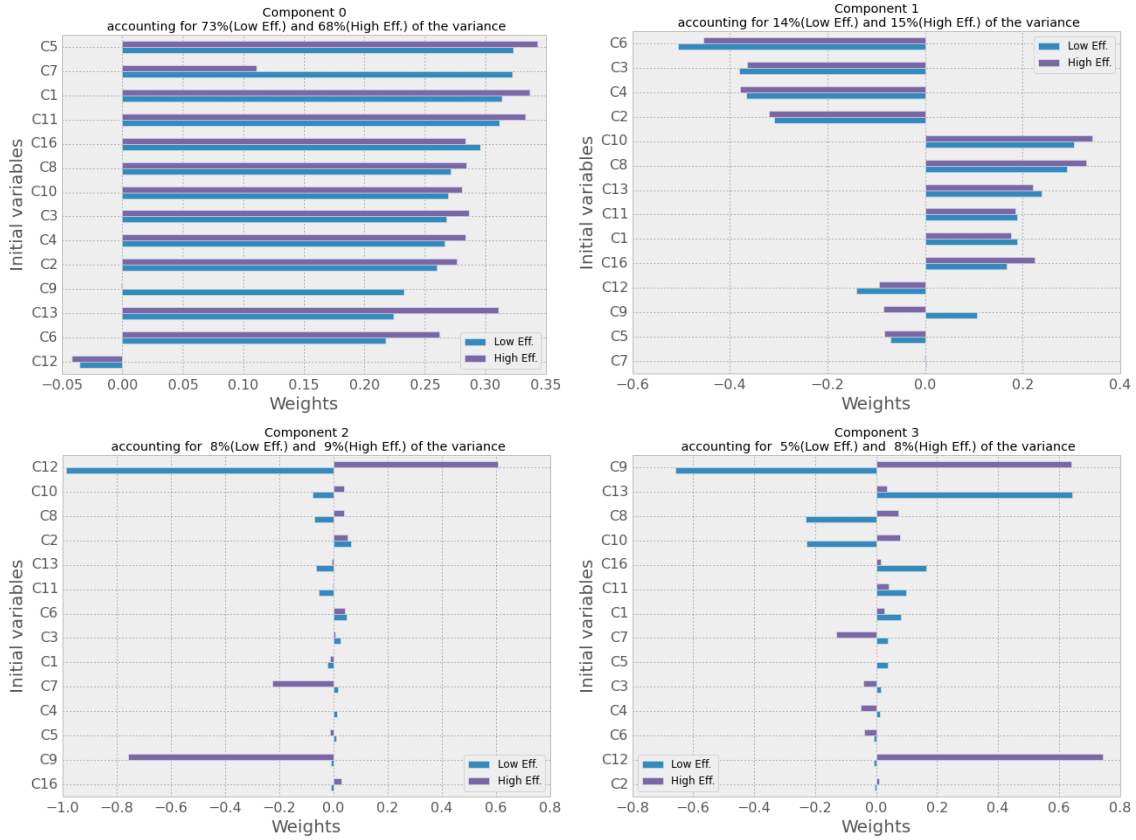 Component 0
accounting for 73%(Low Eff.) and 68%(High Eff.) of the variance
Initial variables
C5
C7
C1
C11
C16
C8
C10
C3
C4
C2
C9
C13
C6
C12
Low Eff.
High Eff.
−0.05 0.00 0.05 0.10 0.15 0.20 0.25 0.30 0.35
Weights
Component 1
accounting for 14%(Low Eff.) and 15%(High Eff.) of the variance
Initial variables
C6
C3
C4
C2
C10
C8
C13
C11
C1
C16
C12
C9
C5
C7
Low Eff.
High Eff.
−0.6 −0.4 −0.2 0.0 0.2 0.4
Weights
Component 2
accounting for 8%(Low Eff.) and 9%(High Eff.) of the variance
Initial variables
C12
C10
C8
C2
C13
C11
C6
C3
C1
C7
C4
C5
C9
C16
Low Eff.
High Eff.
−1.0 −0.8 −0.6 −0.4 −0.2 0.0 0.2 0.4 0.6 0.8
Weights
Component 3
accounting for 5%(Low Eff.) and 8%(High Eff.) of the variance
Initial variables
C9
C13
C8
C10
C16
C11
C1
C7
C5
C3
C4
C6
C12
C2
Low Eff.
High Eff.
−0.8 −0.6 −0.4 −0.2 0.0 0.2 0.4 0.6 0.8
Weights